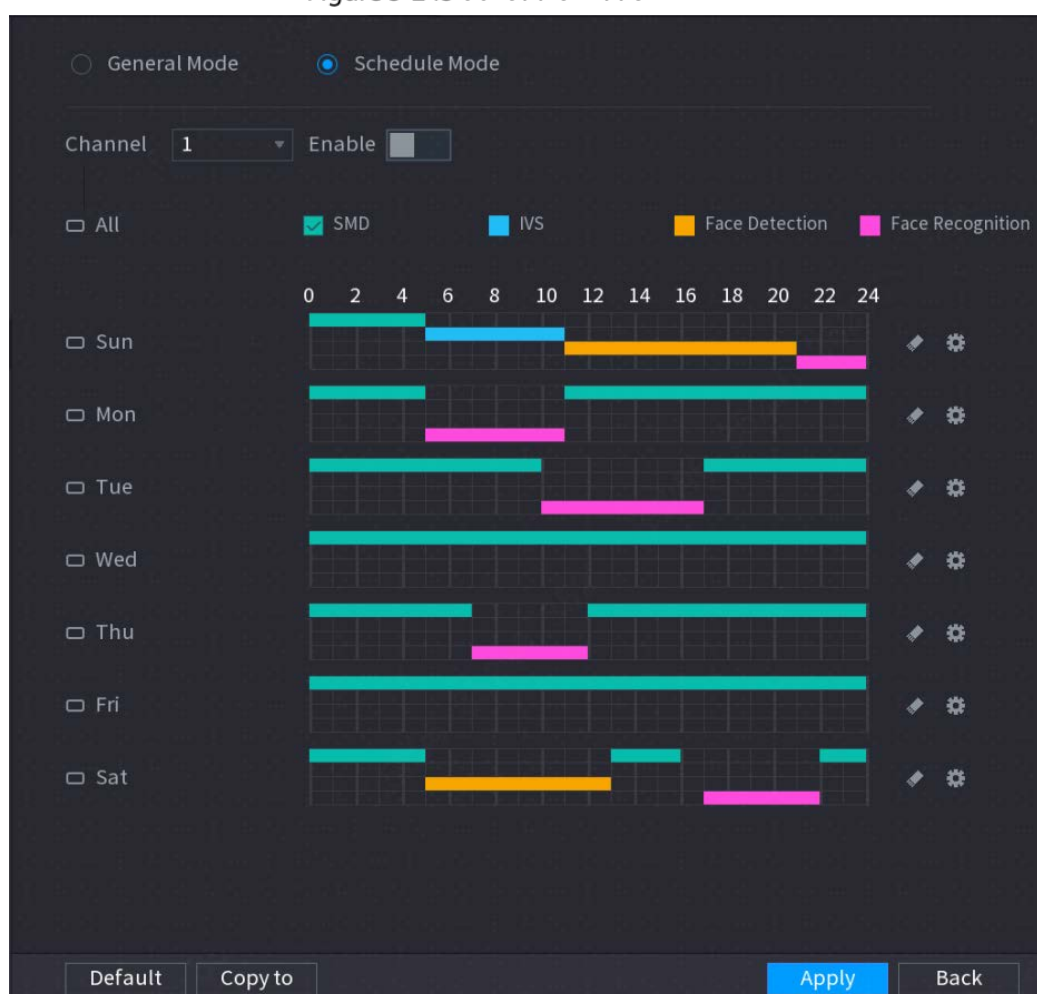 General Mode Schedule Mode
Channel 1 Enable
All SMD IVS Face Detection Face Recognition
0 2 4 6 8 10 12 14 16 18 20 22 24
Sun
Mon
Tue
Wed
Thu
Fri
Sat
Default Copy to Apply Back